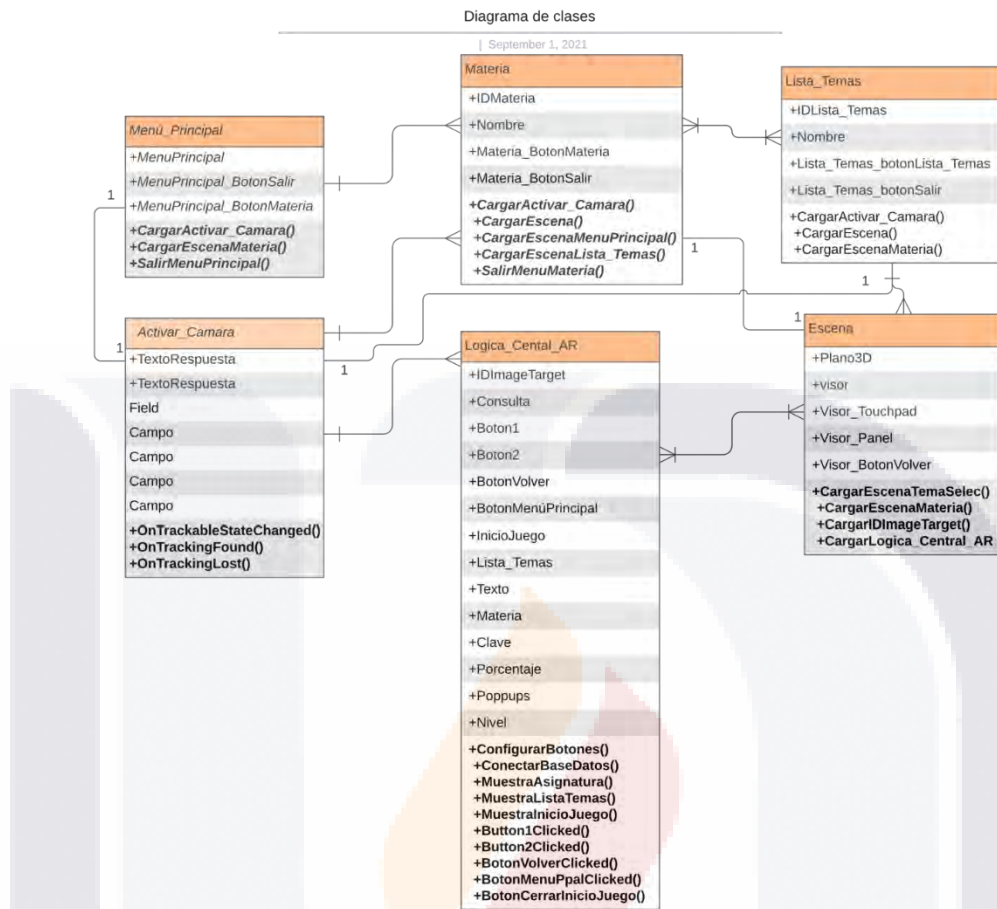 Diagrama de clases
| September 1, 2021
Menú_Principal
+MenuPrincipal
+MenuPrincipal_BotonSalir
+MenuPrincipal_BotonMateria
+CargarActivar_Camara()
+CargarEscenaMateria()
+SalirMenuPrincipal()
Materia
+IDMateria
+Nombre
+Materia_BotonMateria
+Materia_BotonSalir
+CargarActivar_Camara()
+CargarEscena()
+CargarEscenaMenuPrincipal()
+CargarEscenaLista_Temas()
+SalirMenuMateria()
Lista_Temas
+IDLista_Temas
+Nombre
+Lista_Temas_botonLista_Temas
+Lista_Temas_botonSalir
+CargarActivar_Camara()
+CargarEscena()
+CargarEscenaMateria()
1
1
1
1
1
1
Activar_Camara
+TextoRespuesta
+TextoRespuesta
Field
Campo
Campo
Campo
Campo
+OnTrackableStateChanged()
+OnTrackingFound()
+OnTrackingLost()
Logica_Cental_AR
+IDImageTarget
+Consulta
+Boton1
+Boton2
+BotonVolver
+BotonMenúPrincipal
+InicioJuego
+Lista_Temas
+Texto
+Materia
+Clave
+Porcentaje
+Poppups
+Nivel
+ConfigurarBotones()
+ConectarBaseDatos()
+MuestraAsignatura()
+MuestraListaTemas()
+MuestraInicioJuego()
+Button1Clicked()
+Button2Clicked()
+BotonVolverClicked()
+BotonMenuPpalClicked()
+BotonCerrarInicioJuego()
Escena
+Plano3D
+visor
+Visor_Touchpad
+Visor_Panel
+Visor_BotonVolver
+CargarEscenaTemaSelec()
+CargarEscenaMateria()
+CargarIDImageTarget()
+CargarLogica_Central_AR